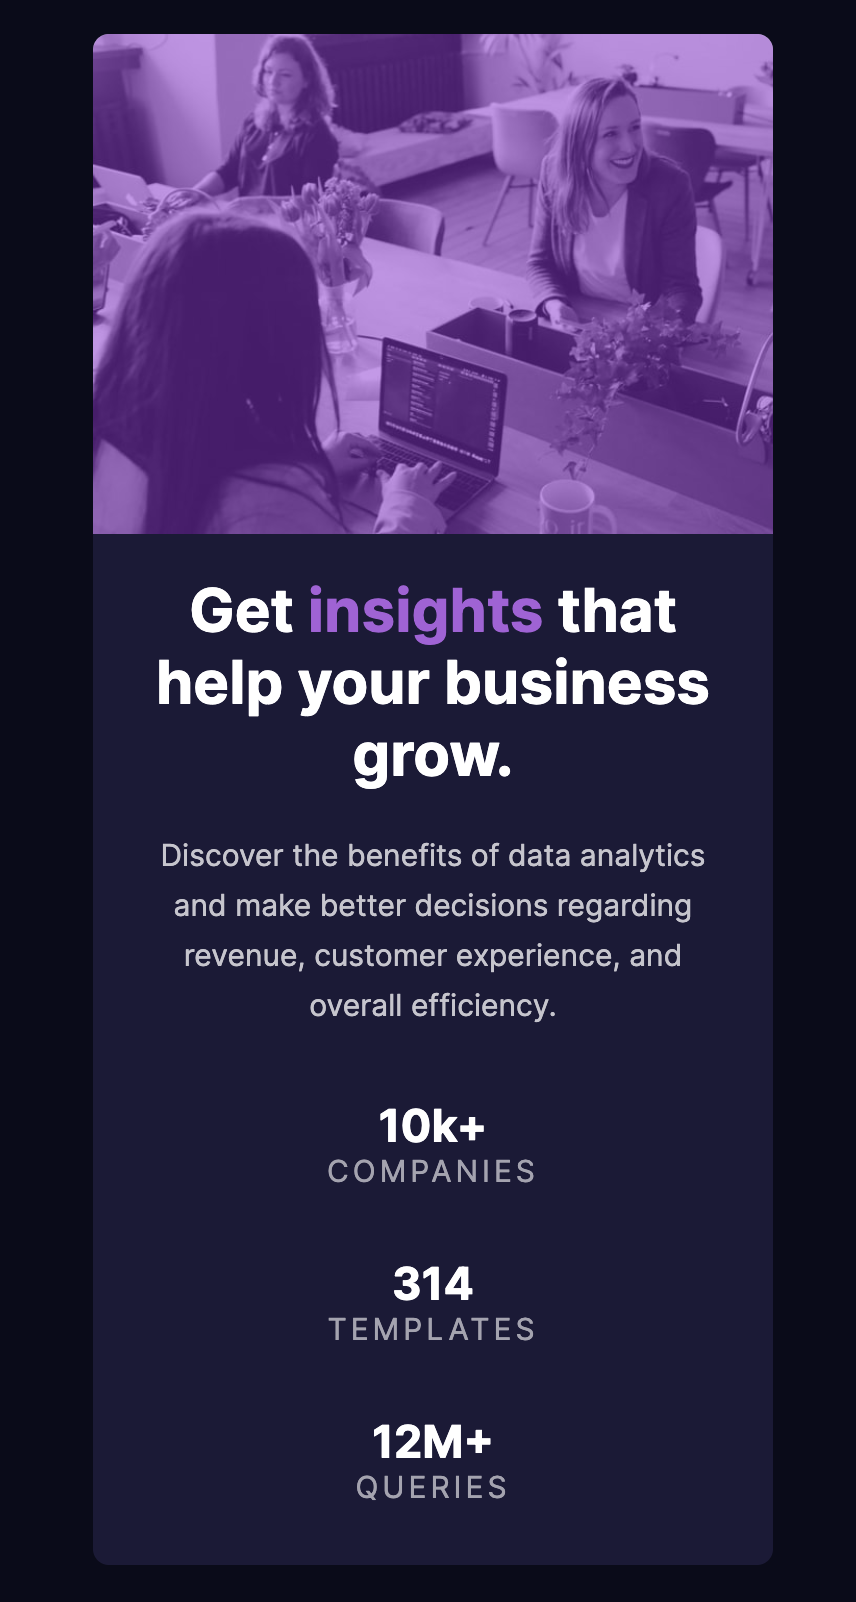 Get insights that
help your business
grow.
Discover the benefits of data analytics
and make better decisions regarding
revenue, customer experience, and
overall efficiency.
10k+
COMPANIES
314
TEMPLATES
12M+
QUERIES